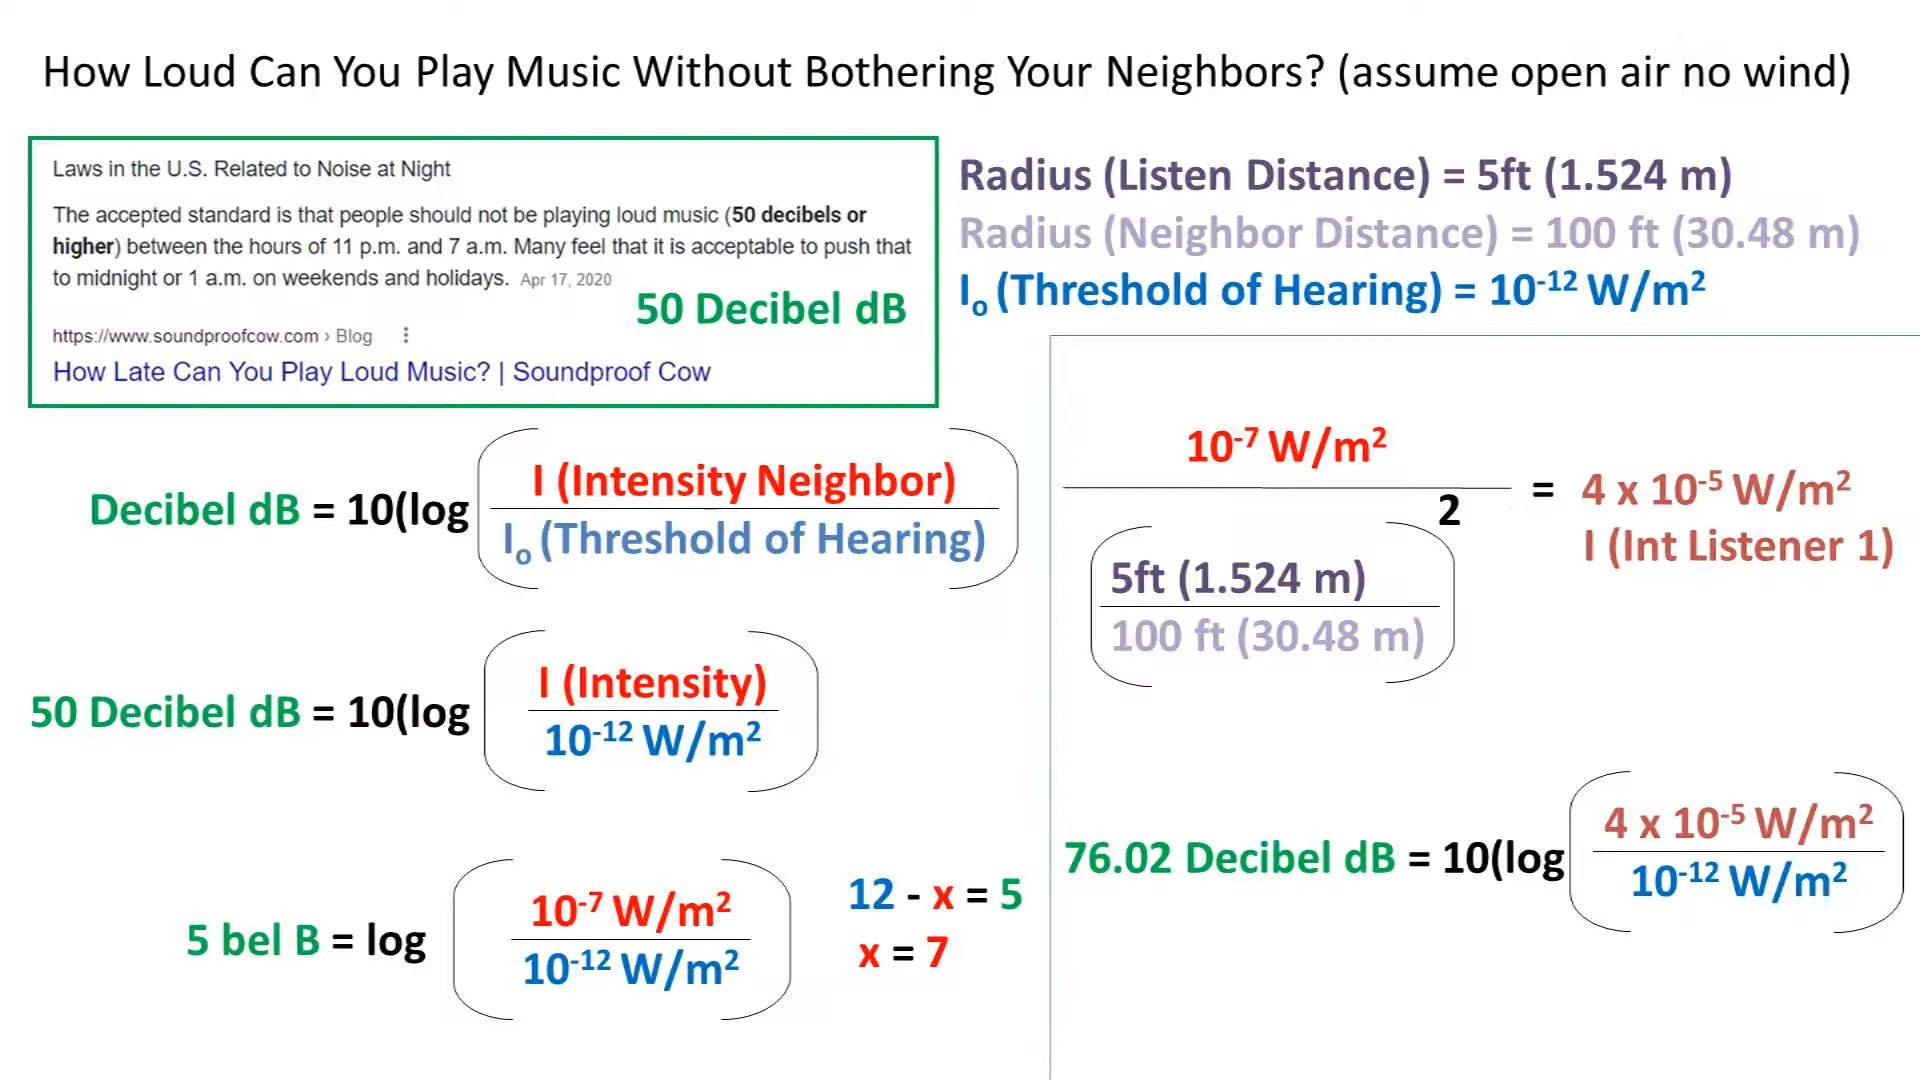 How Loud Can You Play Music Without Bothering Your Neighbors? (assume open air no wind)
Laws in the U.S. Related to Noise at Night
The accepted standard is that people should not be playing loud music (50 decibels or
higher) between the hours of 11 p.m. and 7 a.m. Many feel that it is acceptable to push that
to midnight or 1 a.m. on weekends and holidays. Apr 17, 2020
50 Decibel dB
https://www.soundproofcow.com › Blog ⋮
How Late Can You Play Loud Music? | Soundproof Cow
Radius (Listen Distance) = 5ft (1.524 m)
Radius (Neighbor Distance) = 100 ft (30.48 m)
I₀ (Threshold of Hearing) = 10⁻¹² W/m²
Decibel dB = 10(log
I (Intensity Neighbor)
I₀ (Threshold of Hearing)
50 Decibel dB = 10(log
I (Intensity)
10⁻¹² W/m²
5 bel B = log
10⁻⁷ W/m²
10⁻¹² W/m²
12 - x = 5
x = 7
10⁻⁷ W/m²
2
5ft (1.524 m)
100 ft (30.48 m)
= 4 x 10⁻⁵ W/m²
I (Int Listener 1)
76.02 Decibel dB = 10(log
4 x 10⁻⁵ W/m²
10⁻¹² W/m²